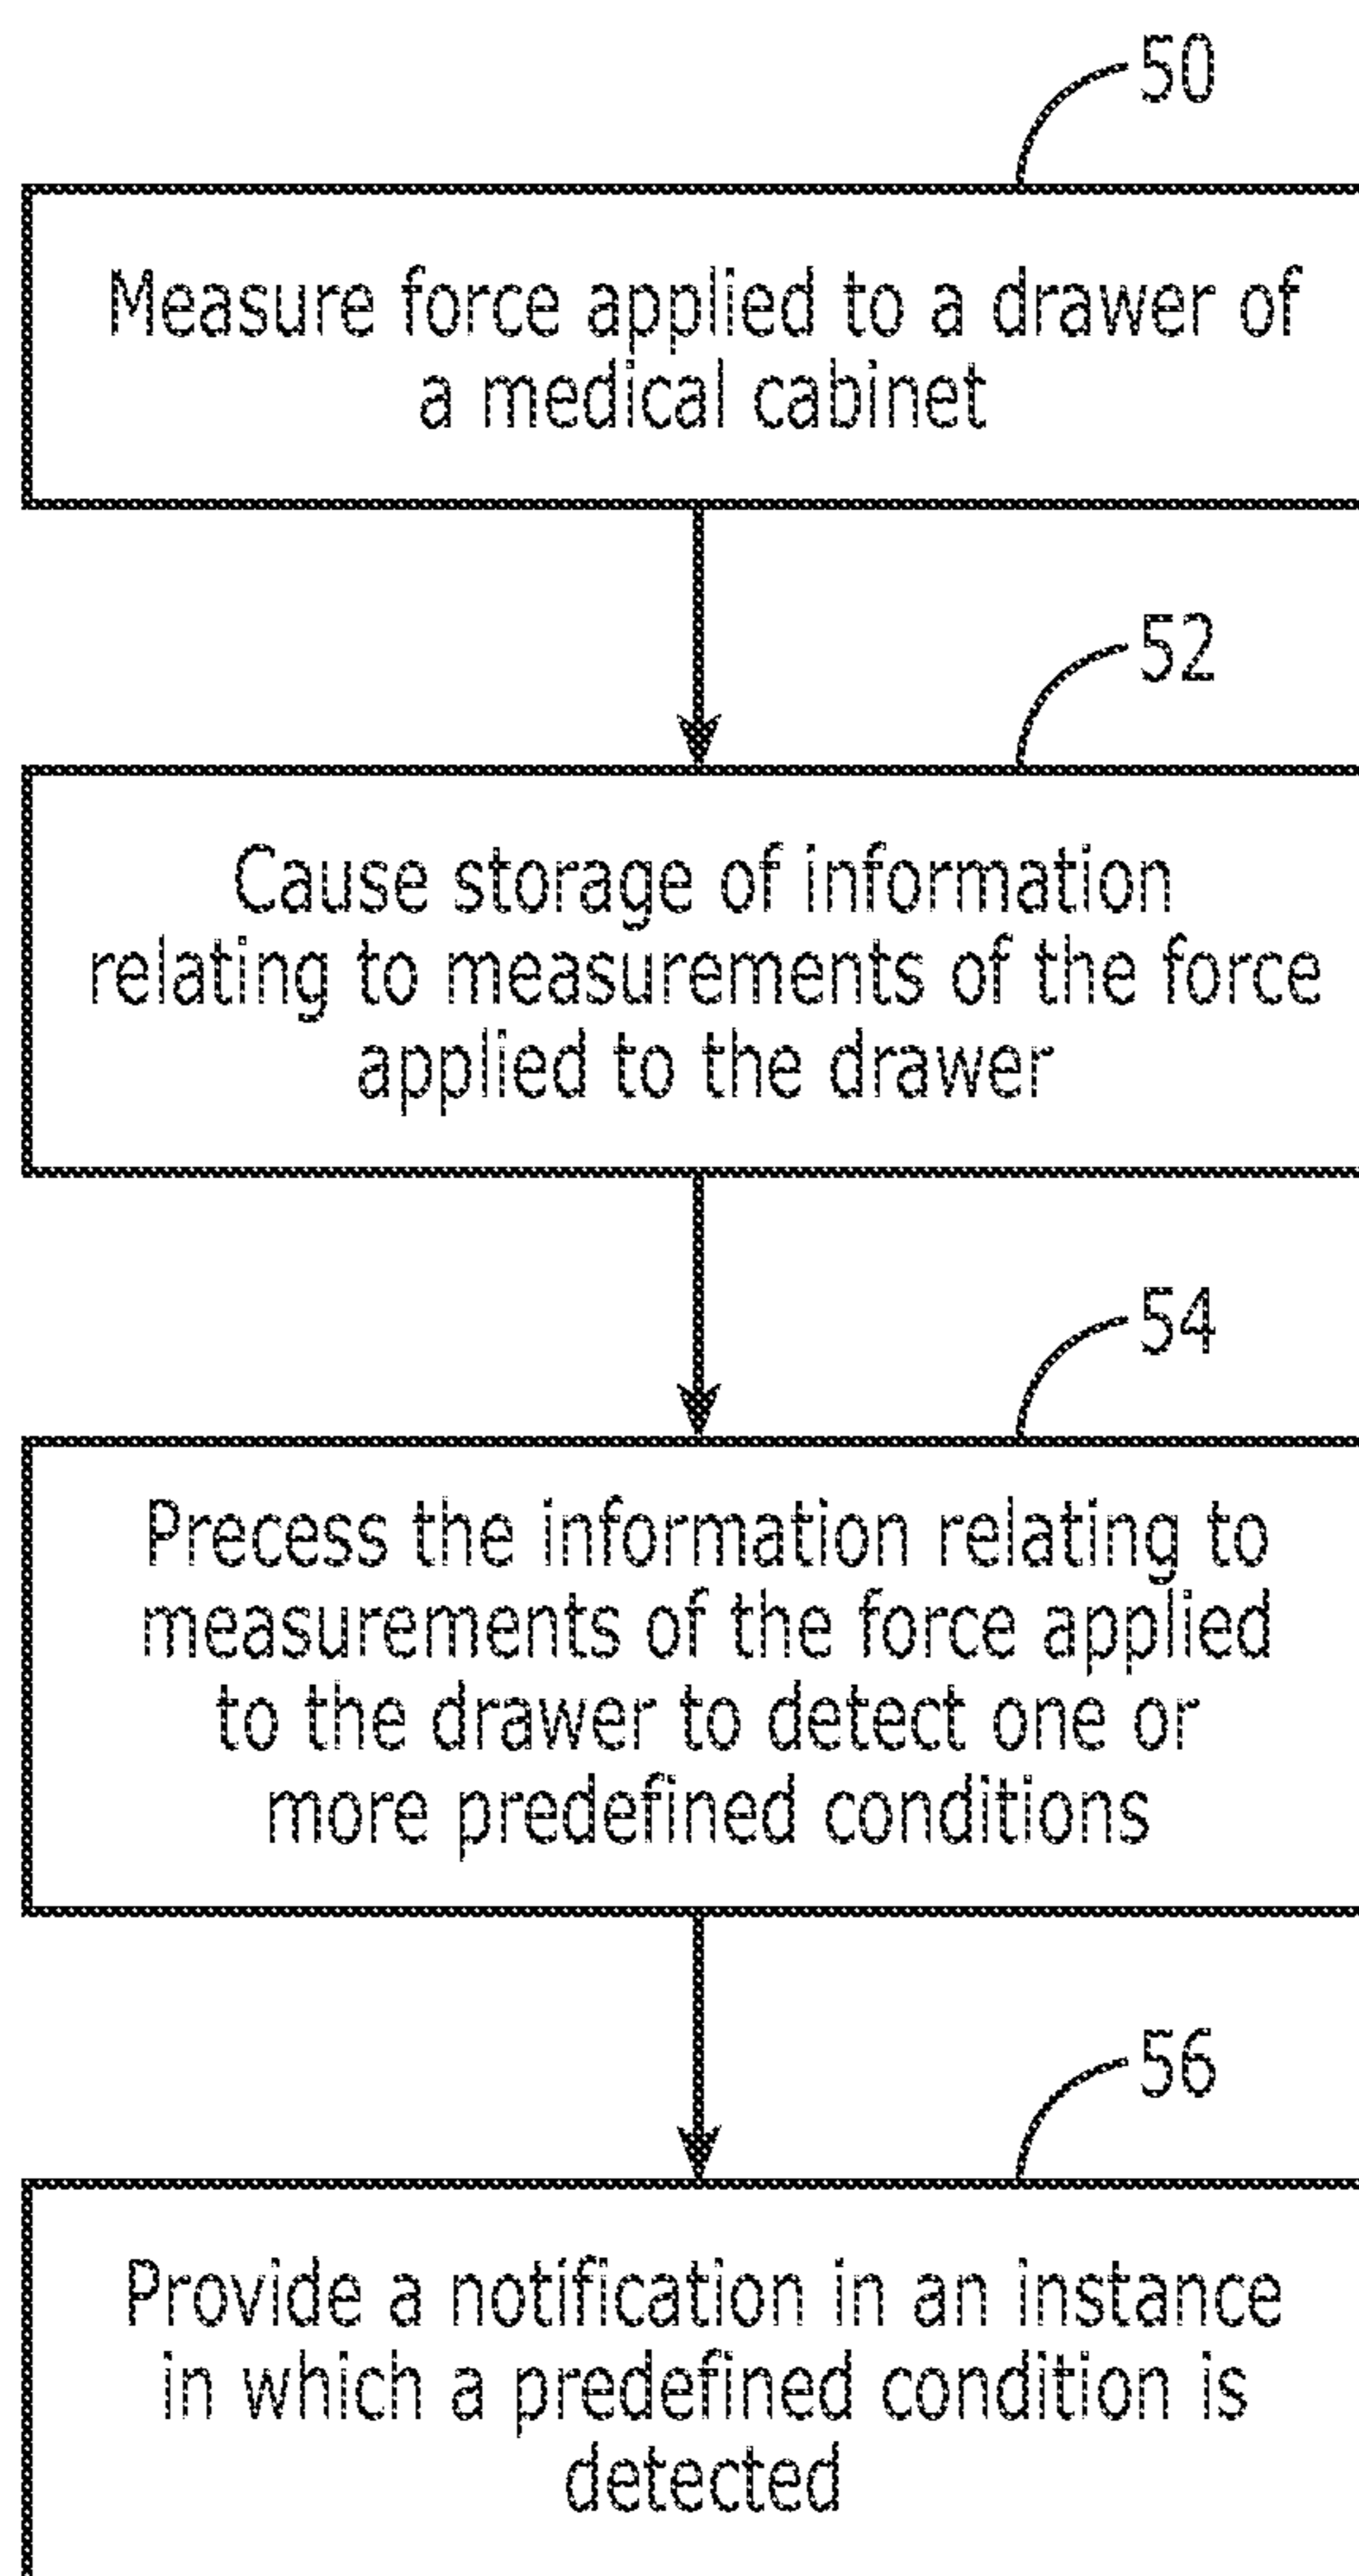 50
Measure force applied to a drawer of
a medical cabinet
52
Cause storage of information
relating to measurements of the force
applied to the drawer
54
Precess the information relating to
measurements of the force applied
to the drawer to detect one or
more predefined conditions
56
Provide a notification in an instance
in which a predefined condition is
detected